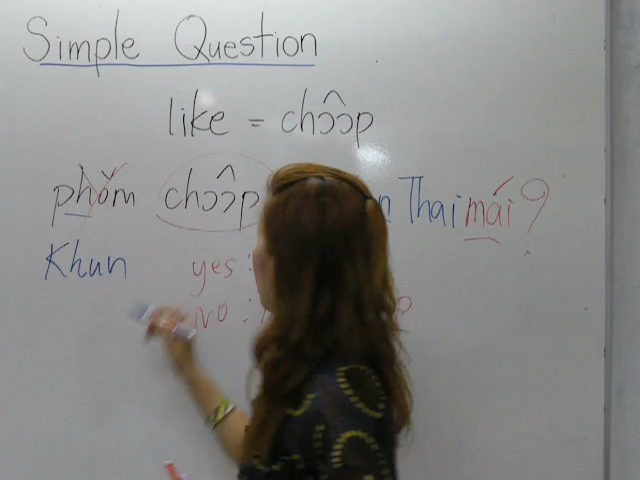 Simple Question
like = chɔ̂ɔp
phǒm chɔ̂ɔp Thai mái?
Khun yes:
No: